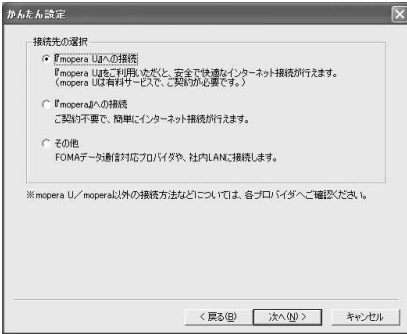 かんたん設定
接続先の選択
『mopera U』への接続
『mopera U』をご利用いただくと、安全で快適なインターネット接続が行えます。
(mopera Uは有料サービスで、ご契約が必要です。)
『mopera』への接続
ご契約不要で、簡単にインターネット接続が行えます。
その他
FOMAデータ通信対応プロバイダや、社内LANに接続します。
※mopera U／mopera以外の接続方法などについては、各プロバイダへご確認ください。
< 戻る(B)
次へ(N) >
キャンセル